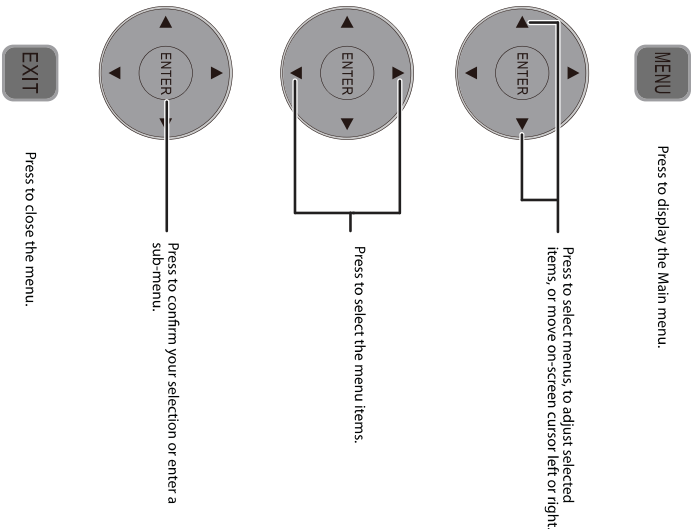 MENU
Press to display the Main menu.
ENTER
Press to select menus, to adjust selected
items, or move on-screen cursor left or right.
ENTER
Press to select the menu items.
ENTER
Press to confirm your selection or enter a
sub-menu.
EXIT
Press to close the menu.